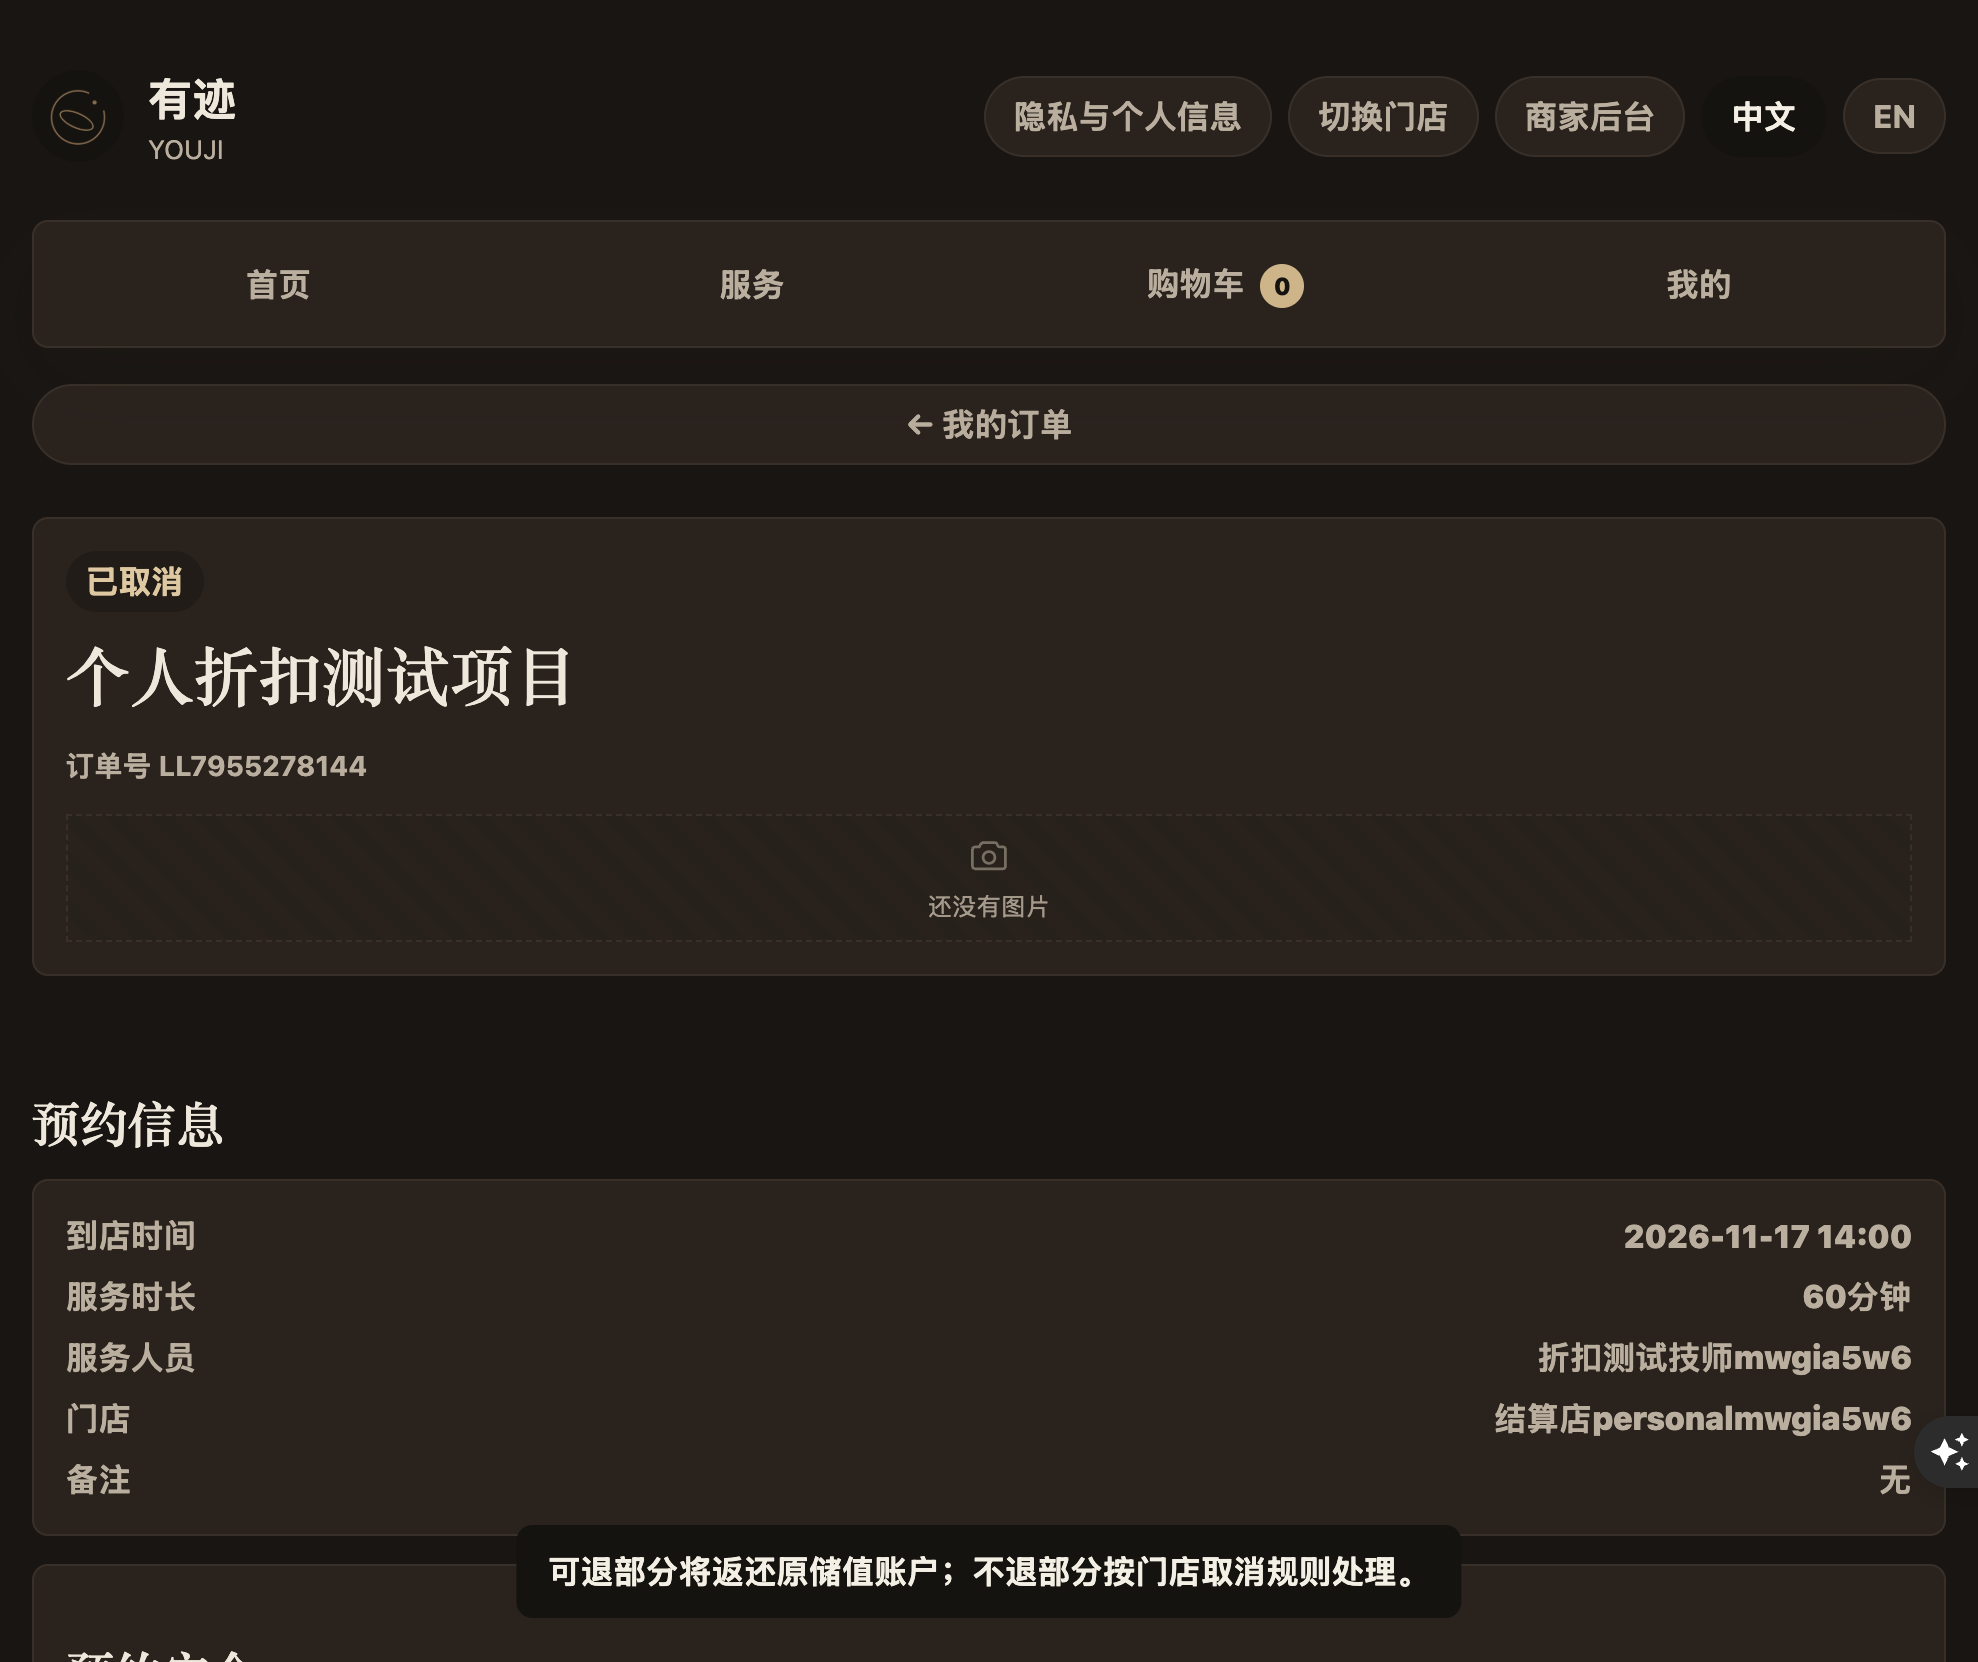 有迹
YOUJI
隐私与个人信息
切换门店
商家后台
中文
EN
首页
服务
购物车 0
我的
← 我的订单
已取消
个人折扣测试项目
订单号 LL7955278144
还没有图片
预约信息
到店时间 2026-11-17 14:00
服务时长 60分钟
服务人员 折扣测试技师mwgia5w6
门店 结算店personalmwgia5w6
备注 无
可退部分将返还原储值账户；不退部分按门店取消规则处理。